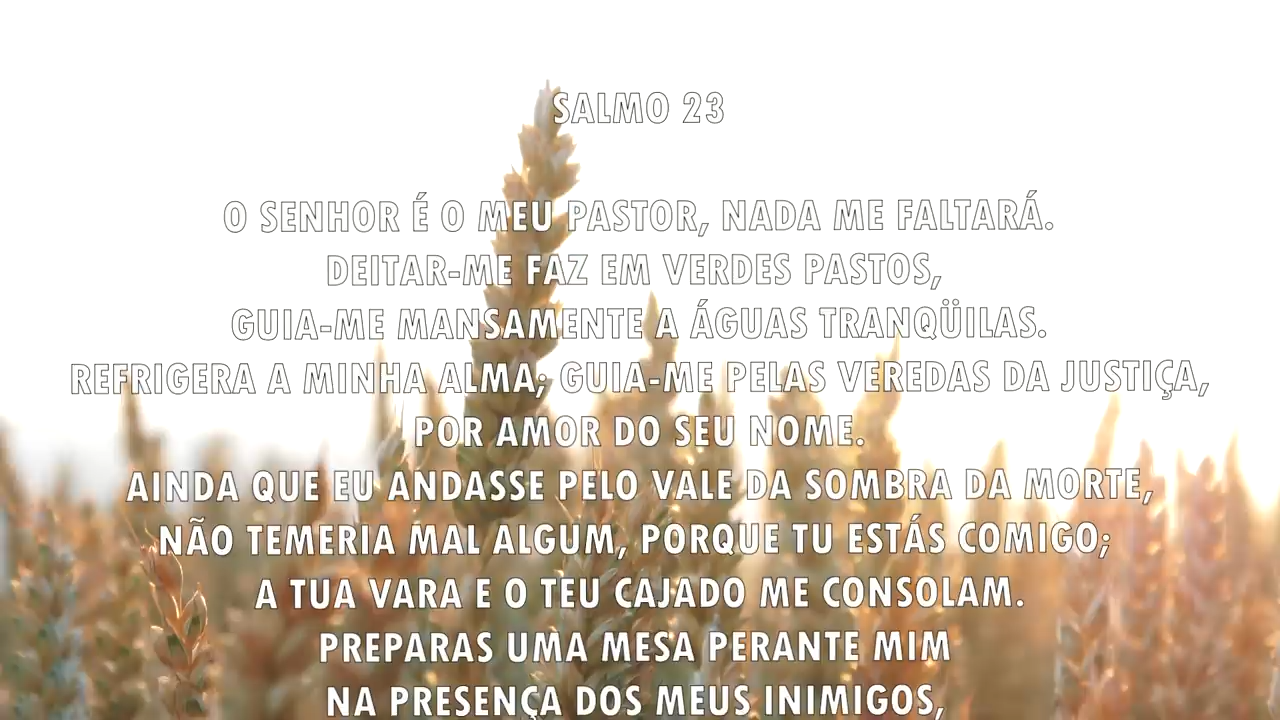 SALMO 23
O SENHOR É O MEU PASTOR, NADA ME FALTARÁ.
DEITAR-ME FAZ EM VERDES PASTOS,
GUIA-ME MANSAMENTE A ÁGUAS TRANQÜILAS.
REFRIGERA A MINHA ALMA; GUIA-ME PELAS VEREDAS DA JUSTIÇA,
POR AMOR DO SEU NOME.
AINDA QUE EU ANDASSE PELO VALE DA SOMBRA DA MORTE,
NÃO TEMERIA MAL ALGUM, PORQUE TU ESTÁS COMIGO;
A TUA VARA E O TEU CAJADO ME CONSOLAM.
PREPARAS UMA MESA PERANTE MIM
NA PRESENÇA DOS MEUS INIMIGOS,